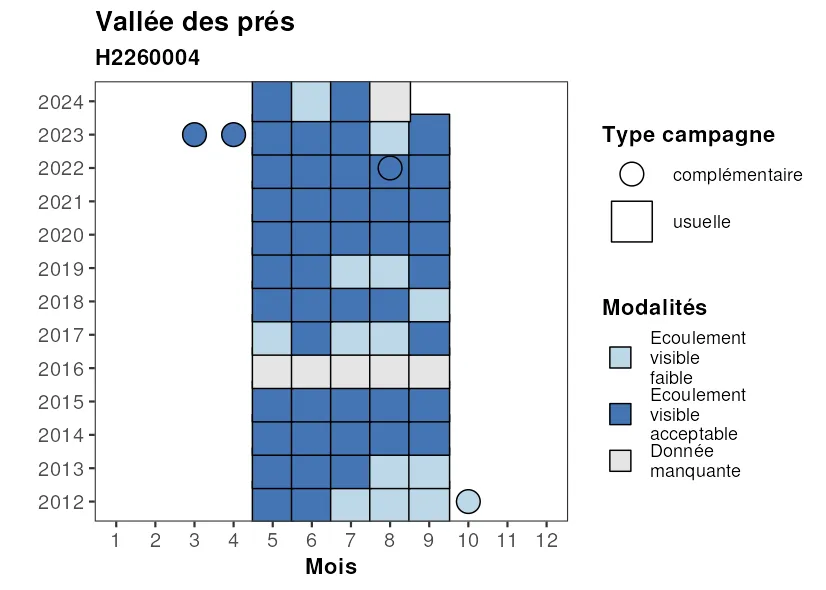 Vallée des prés
H2260004
2024
2023
2022
2021
2020
2019
2018
2017
2016
2015
2014
2013
2012
1 2 3 4 5 6 7 8 9 10 11 12
Mois
Type campagne
complémentaire
usuelle
Modalités
Ecoulement
visible
faible
Ecoulement
visible
acceptable
Donnée
manquante